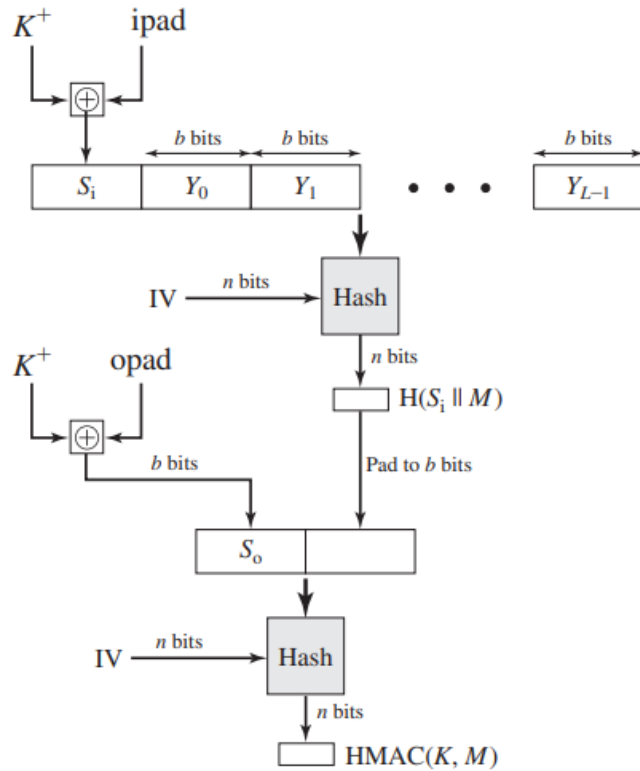 K⁺ ipad
⊕
b bits b bits b bits
Sᵢ Y₀ Y₁ • • • Y_{L–1}
n bits
IV Hash
n bits
K⁺ opad
H(Sᵢ || M)
⊕
b bits Pad to b bits
Sₒ
n bits
IV Hash
n bits
HMAC(K, M)